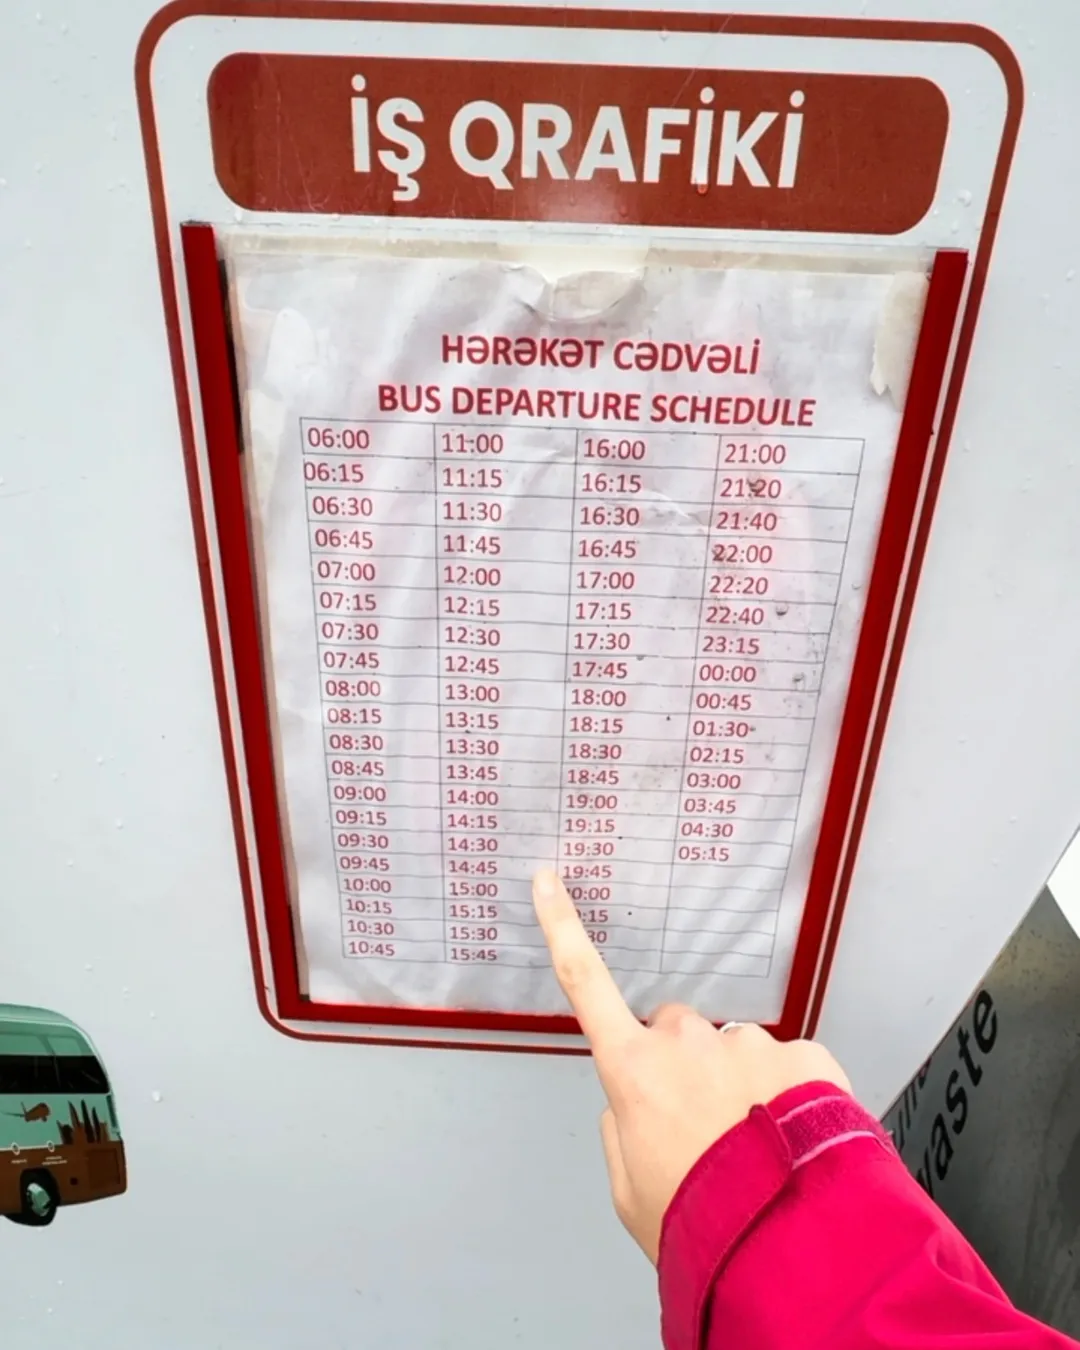 İŞ QRAFİKİ
HƏRƏKƏT CƏDVƏLİ
BUS DEPARTURE SCHEDULE
06:00 11:00 16:00 21:00
06:15 11:15 16:15 21:20
06:30 11:30 16:30 21:40
06:45 11:45 16:45 22:00
07:00 12:00 17:00 22:20
07:15 12:15 17:15 22:40
07:30 12:30 17:30 23:15
07:45 12:45 17:45 00:00
08:00 13:00 18:00 00:45
08:15 13:15 18:15 01:30
08:30 13:30 18:30 02:15
08:45 13:45 18:45 03:00
09:00 14:00 19:00 03:45
09:15 14:15 19:15 04:30
09:30 14:30 19:30 05:15
09:45 14:45 19:45
10:00 15:00
10:15 15:15
10:30 15:30
10:45 15:45
waste